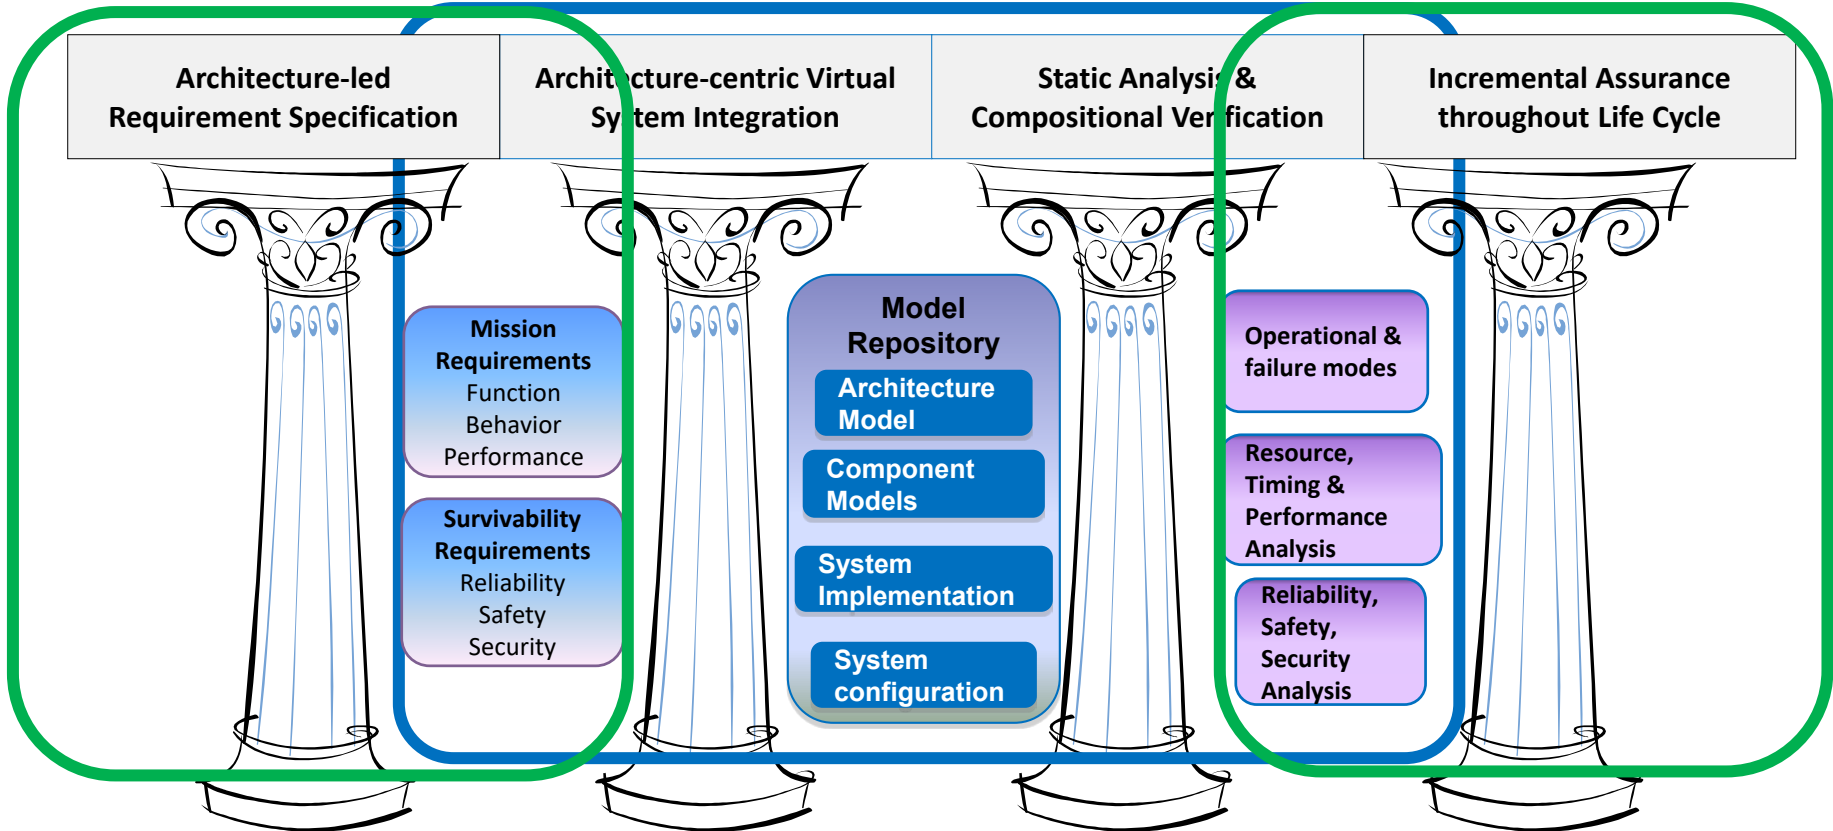 Architecture-led
Requirement Specification
Architecture-centric Virtual
System Integration
Static Analysis &
Compositional Verification
Incremental Assurance
throughout Life Cycle
Mission
Requirements
Function
Behavior
Performance
Survivability
Requirements
Reliability
Safety
Security
Model
Repository
Architecture
Model
Component
Models
System
Implementation
System
configuration
Operational &
failure modes
Resource,
Timing &
Performance
Analysis
Reliability,
Safety,
Security
Analysis